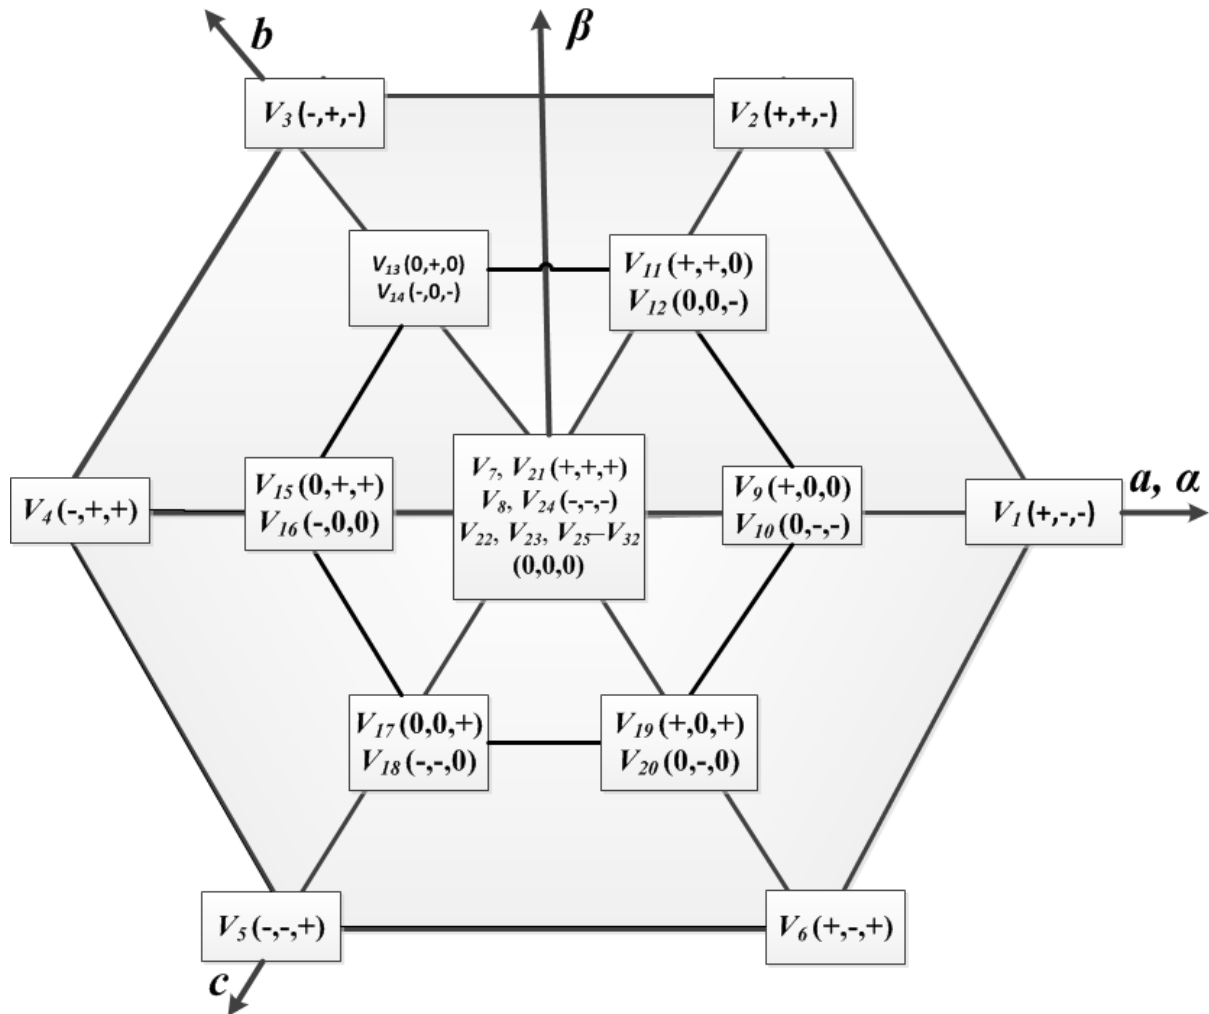 b
β
V3 (-,+,-)
V2 (+,+,-)
V13 (0,+,0)
V14 (-,0,-)
V11 (+,+,0)
V12 (0,0,-)
V4 (-,+,+)
V15 (0,+,+)
V16 (-,0,0)
V7, V21 (+,+,+)
V8, V24 (-,-,-)
V22, V23, V25–V32
(0,0,0)
V9 (+,0,0)
V10 (0,-,-)
V1 (+,-,-)
a, α
V17 (0,0,+)
V18 (-,-,0)
V19 (+,0,+)
V20 (0,-,0)
V5 (-,-,+)
V6 (+,-,+)
c